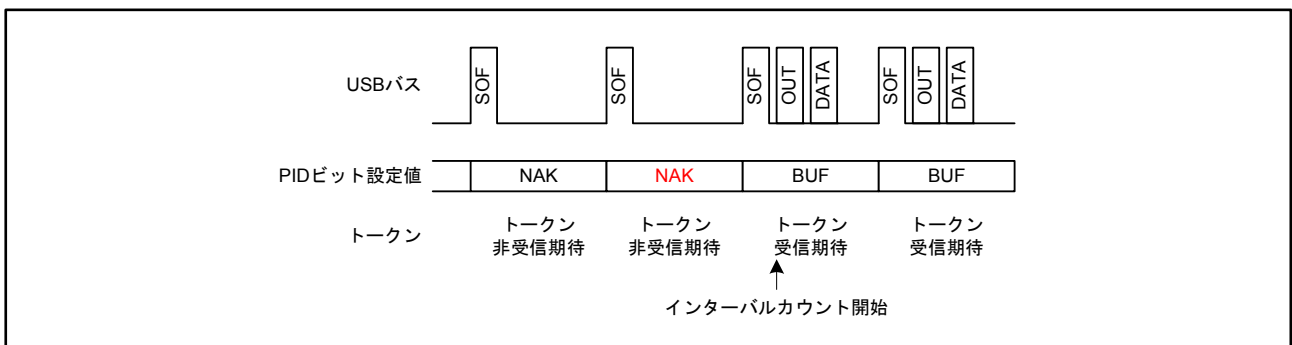 USBバス SOF SOF SOF OUT DATA SOF OUT DATA
PIDビット設定値 NAK NAK BUF BUF
トークン トークン トークン トークン トークン
非受信期待 非受信期待 受信期待 受信期待
インターバルカウント開始